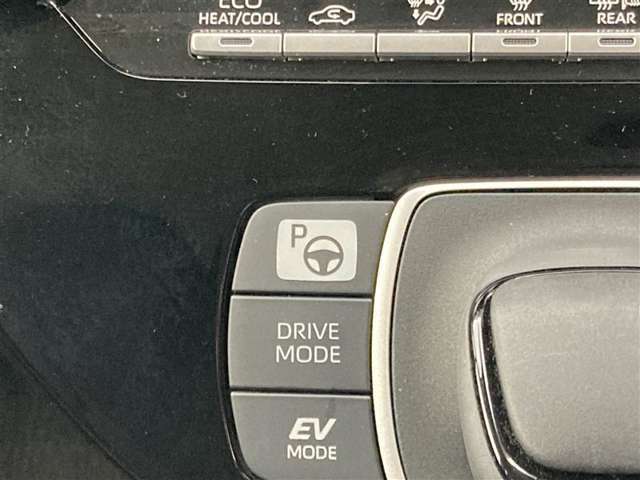 ECO
HEAT/COOL
FRONT
REAR
P
DRIVE
MODE
EV
MODE